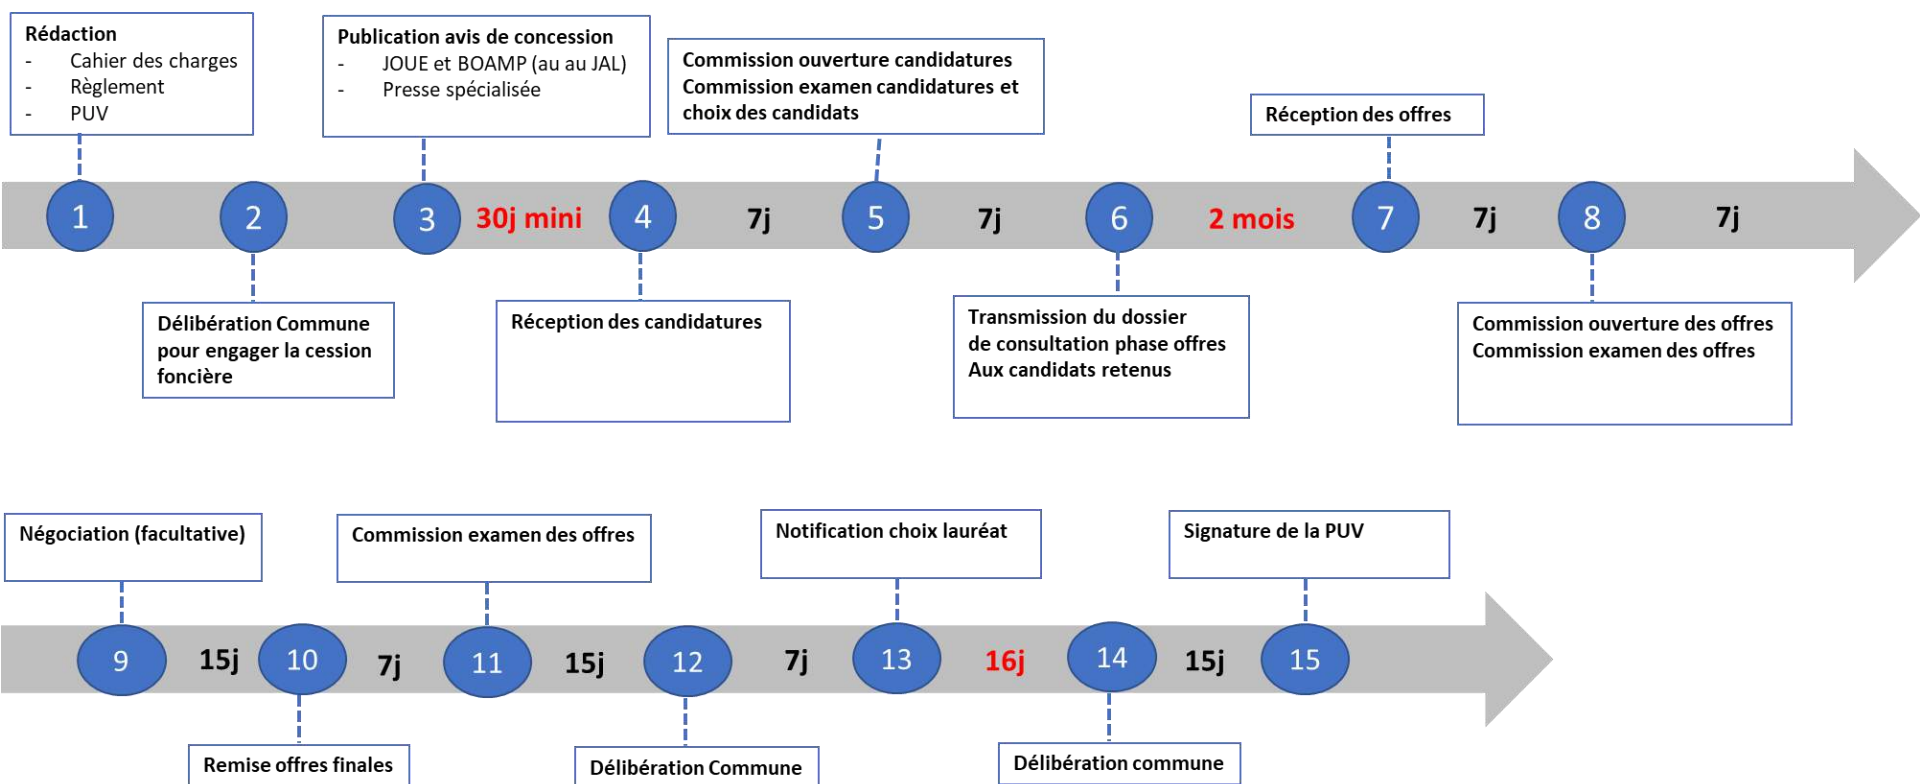 Rédaction
- Cahier des charges
- Règlement
- PUV
Publication avis de concession
- JOUE et BOAMP (au au JAL)
- Presse spécialisée
Commission ouverture candidatures
Commission examen candidatures et
choix des candidats
Réception des offres
1 2 3 30j mini 4 7j 5 7j 6 2 mois 7 7j 8 7j
Délibération Commune
pour engager la cession
foncière
Réception des candidatures
Transmission du dossier
de consultation phase offres
Aux candidats retenus
Commission ouverture des offres
Commission examen des offres
Négociation (facultative)
Commission examen des offres
Notification choix lauréat
Signature de la PUV
9 15j 10 7j 11 15j 12 7j 13 16j 14 15j 15
Remise offres finales
Délibération Commune
Délibération commune